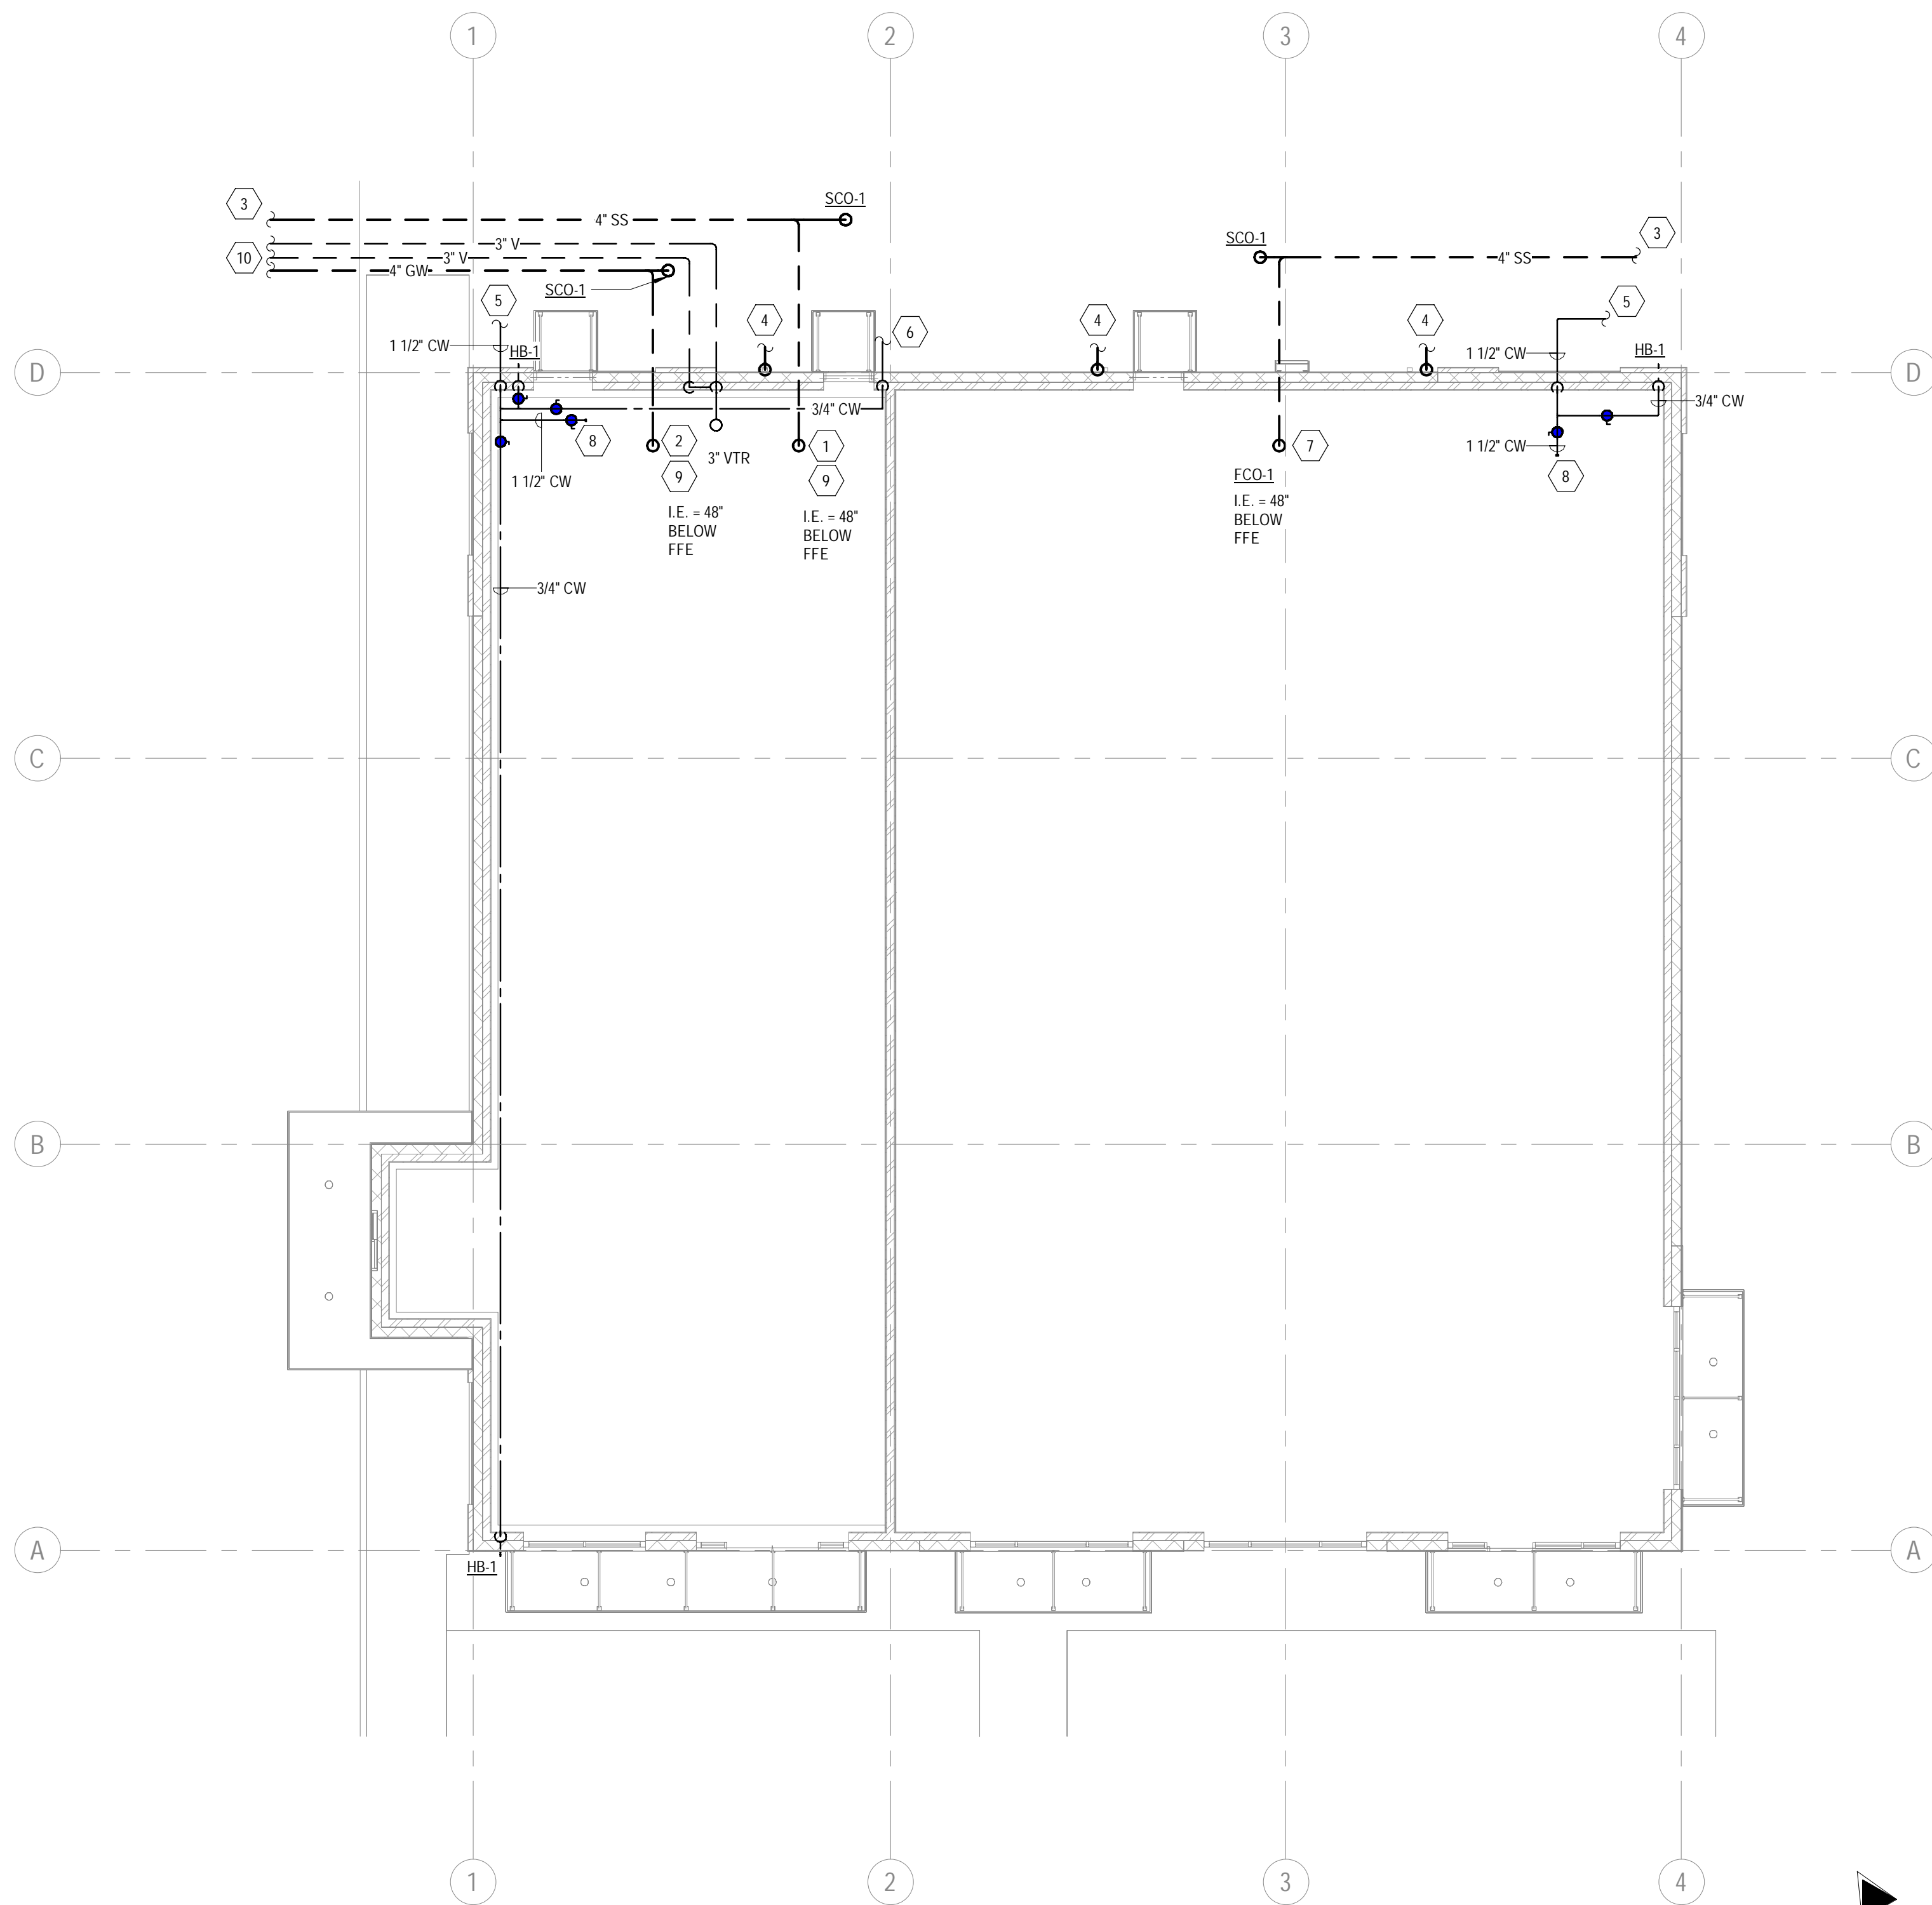 1
2
3
4
3
SCO-1
4" SS
3" V
10
3" V
4" GW
SCO-1
SCO-1
3
4" SS
5
4
6
4
4
5
1 1/2" CW
HB-1
1 1/2" CW
HB-1
D
D
3/4" CW
3/4" CW
8
2
1
7
1 1/2" CW
3" VTR
1 1/2" CW
9
9
FCO-1
8
I.E. = 48"
BELOW
FFE
I.E. = 48"
BELOW
FFE
I.E. = 48"
BELOW
FFE
3/4" CW
C
C
B
B
A
A
HB-1
1
2
3
4